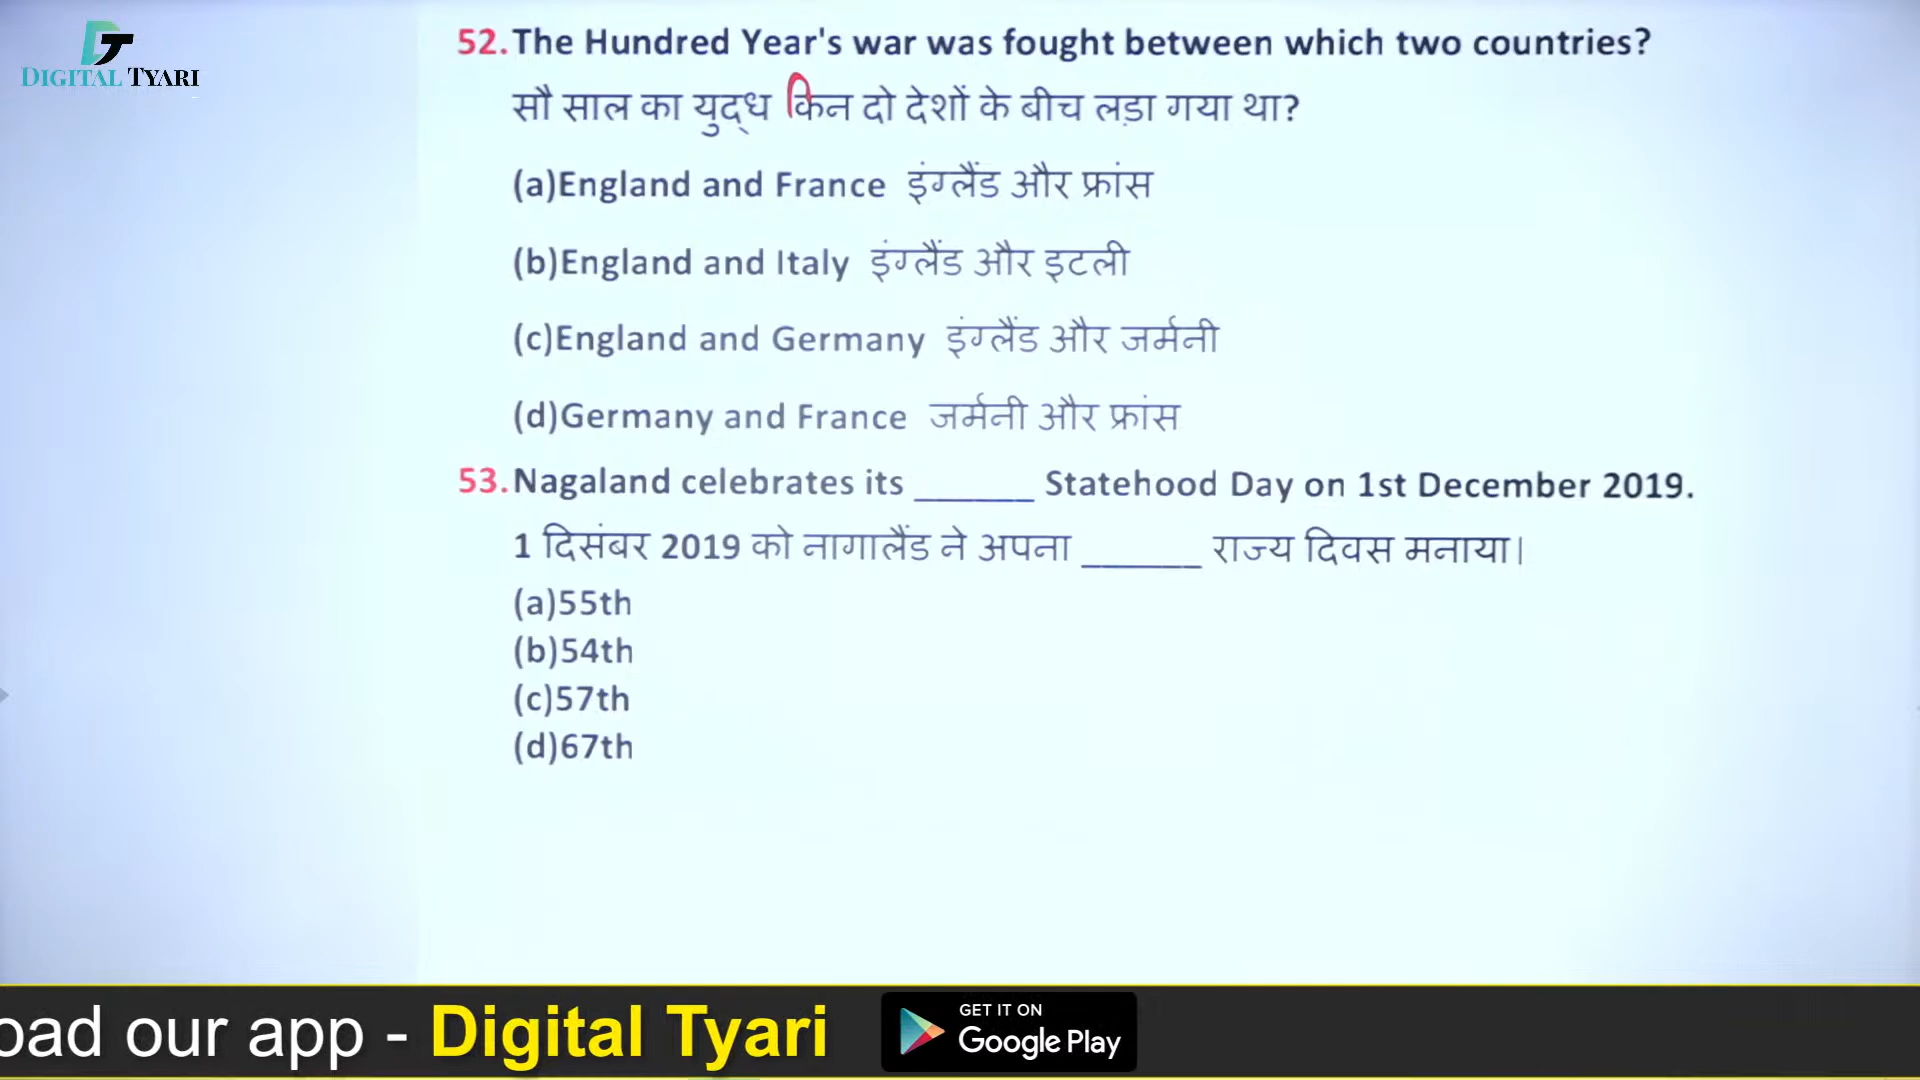 DIGITAL TYARI
52. The Hundred Year's war was fought between which two countries?
सौ साल का युद्ध किन दो देशों के बीच लड़ा गया था?
(a)England and France इंग्लैंड और फ्रांस
(b)England and Italy इंग्लैंड और इटली
(c)England and Germany इंग्लैंड और जर्मनी
(d)Germany and France जर्मनी और फ्रांस
53. Nagaland celebrates its ______ Statehood Day on 1st December 2019.
1 दिसंबर 2019 को नागालैंड ने अपना ______ राज्य दिवस मनाया|
(a)55th
(b)54th
(c)57th
(d)67th
oad our app - Digital Tyari
GET IT ON
Google Play